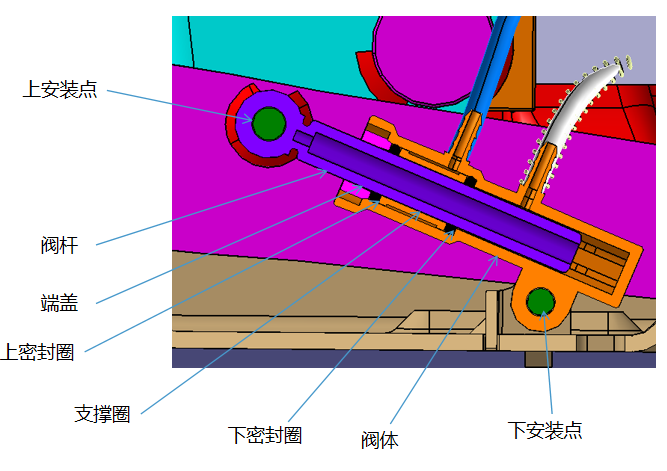 上安装点
阀杆
端盖
上密封圈
支撑圈
下密封圈
阀体
下安装点